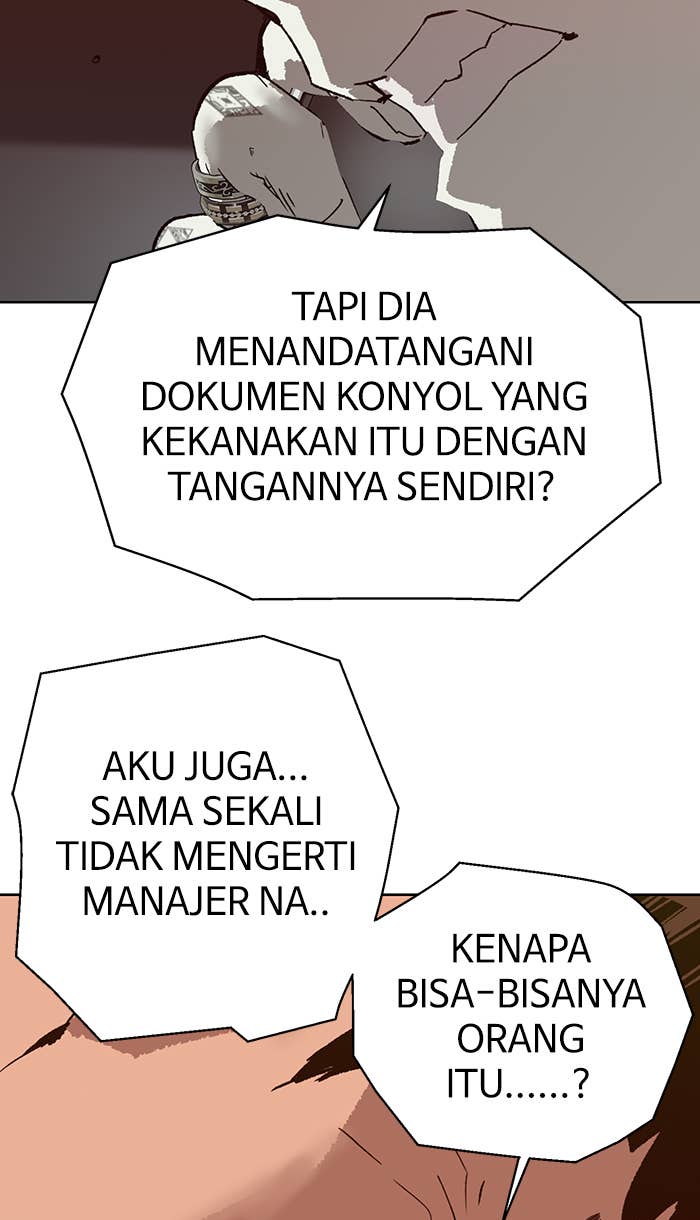 TAPI DIA
MENANDATANGANI
DOKUMEN KONYOL YANG
KEKANAKAN ITU DENGAN
TANGANNYA SENDIRI?
AKU JUGA...
SAMA SEKALI
TIDAK MENGERTI
MANAJER NA..
KENAPA
BISA-BISANYA
ORANG
ITU......?